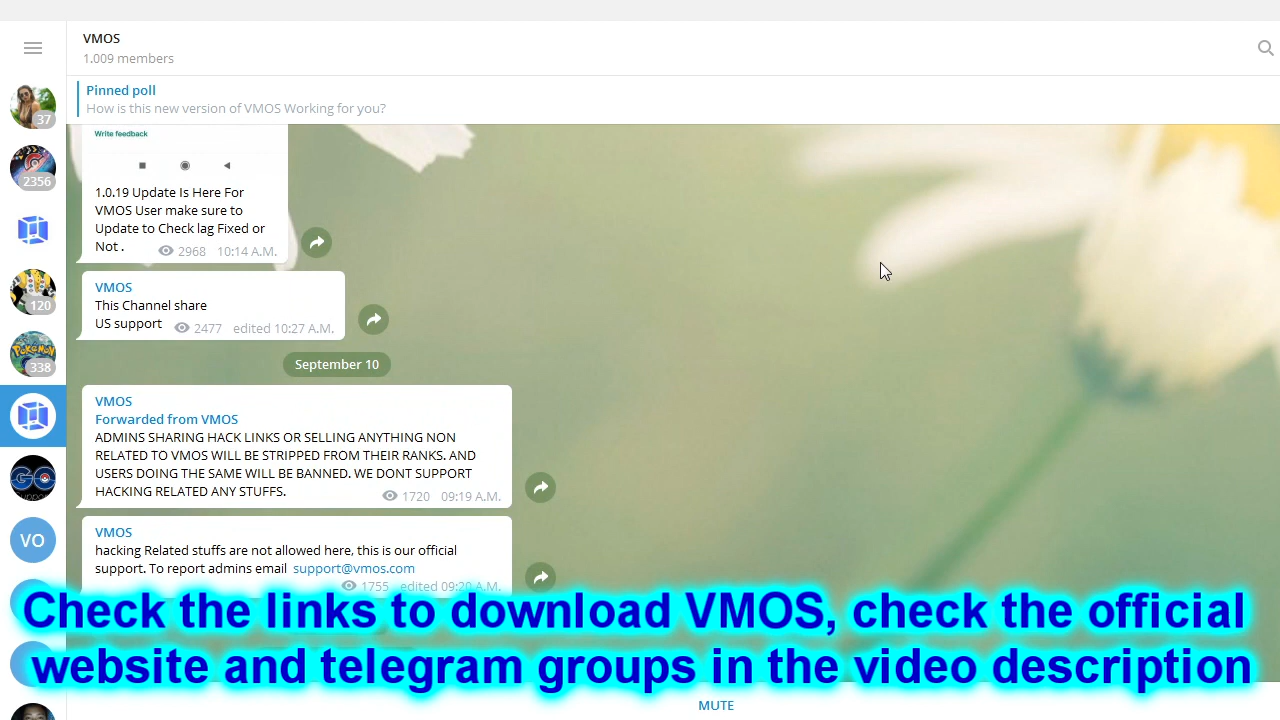 VMOS
1.009 members
Pinned poll
How is this new version of VMOS Working for you?
37
2356
120
338
GO
Support
VO
Write feedback
1.0.19 Update Is Here For
VMOS User make sure to
Update to Check lag Fixed or
Not .
2968 10:14 A.M.
VMOS
This Channel share
US support
2477 edited 10:27 A.M.
September 10
VMOS
Forwarded from VMOS
ADMINS SHARING HACK LINKS OR SELLING ANYTHING NON
RELATED TO VMOS WILL BE STRIPPED FROM THEIR RANKS. AND
USERS DOING THE SAME WILL BE BANNED. WE DONT SUPPORT
HACKING RELATED ANY STUFFS.
1720 09:19 A.M.
VMOS
hacking Related stuffs are not allowed here, this is our official
support. To report admins email support@vmos.com
1755 edited 09:20 A.M.
Check the links to download VMOS, check the official
website and telegram groups in the video description
MUTE